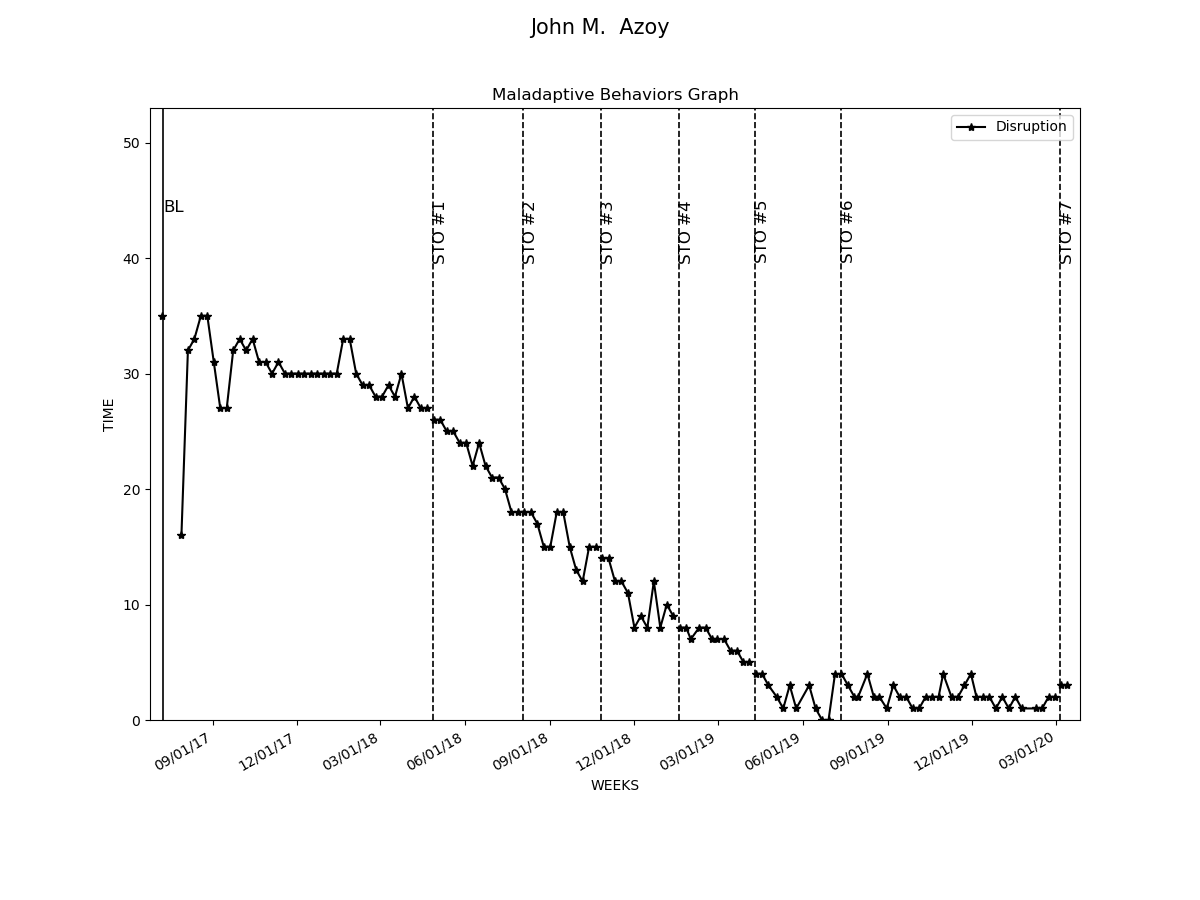 John M.  Azoy
Maladaptive Behaviors Graph
Disruption
50
40
30
20
10
0
TIME
BL
STO #1
STO #2
STO #3
STO #4
STO #5
STO #6
STO #7
09/01/17
12/01/17
03/01/18
06/01/18
09/01/18
12/01/18
03/01/19
06/01/19
09/01/19
12/01/19
03/01/20
WEEKS